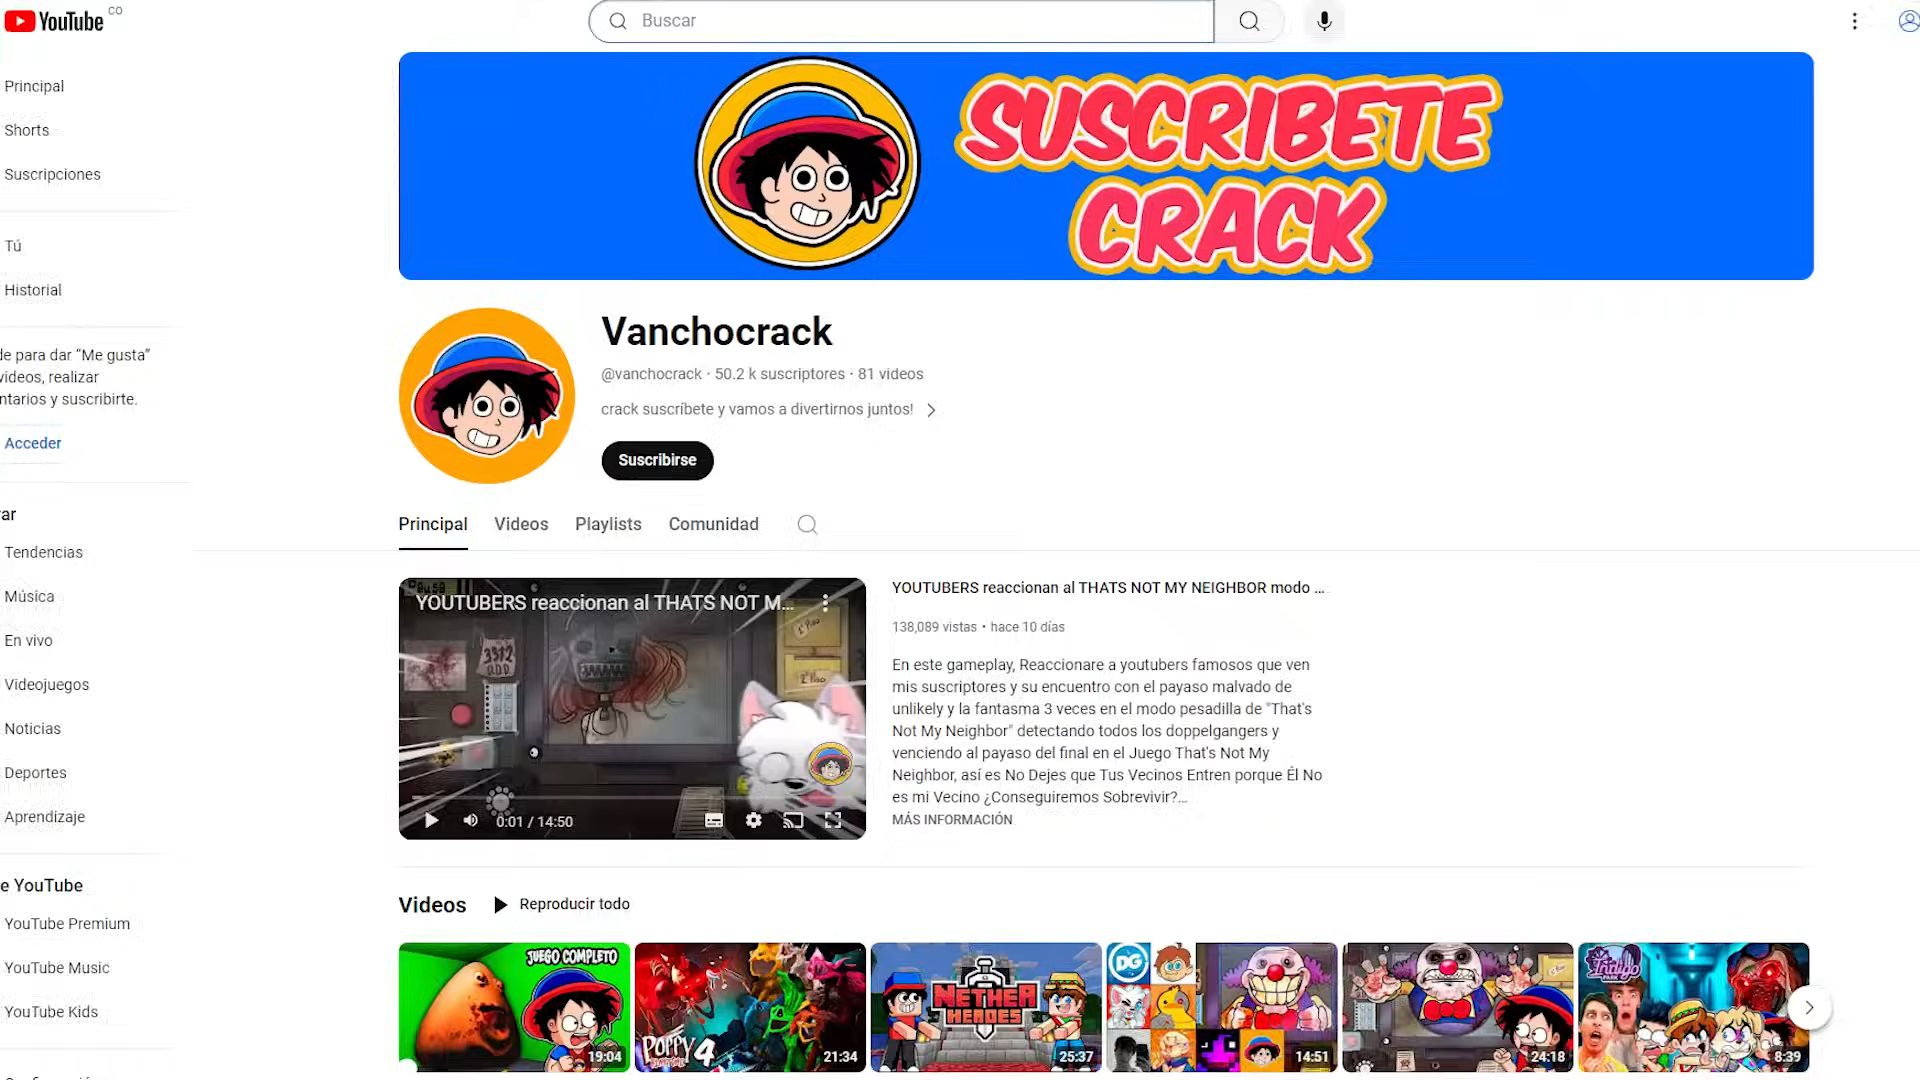 YouTube CO
Buscar
Principal
Shorts
Suscripciones
Tú
Historial
de para dar “Me gusta”
videos, realizar
ntarios y suscribirte.
Acceder
ar
Tendencias
Música
En vivo
Videojuegos
Noticias
Deportes
Aprendizaje
e YouTube
YouTube Premium
YouTube Music
YouTube Kids
SUSCRIBETE
CRACK
Vanchocrack
@vanchocrack · 50.2 k suscriptores · 81 videos
crack suscríbete y vamos a divertirnos juntos!
Suscribirse
Principal
Videos
Playlists
Comunidad
YOUTUBERS reaccionan al THATS NOT M...
3312
1° Piso
2° Piso
0:01 / 14:50
YOUTUBERS reaccionan al THATS NOT MY NEIGHBOR modo ...
138,089 vistas • hace 10 días
En este gameplay, Reaccionare a youtubers famosos que ven
mis suscriptores y su encuentro con el payaso malvado de
unlikely y la fantasma 3 veces en el modo pesadilla de "That's
Not My Neighbor" detectando todos los doppelgangers y
venciendo al payaso del final en el Juego That's Not My
Neighbor, así es No Dejes que Tus Vecinos Entren porque Él No
es mi Vecino ¿Conseguiremos Sobrevivir?...
MÁS INFORMACIÓN
Videos
Reproducir todo
JUEGO COMPLETO
19:04
POPPY 4
21:34
NETHER
HEROES
25:37
DG
14:51
24:18
Indigo
PARK
8:39